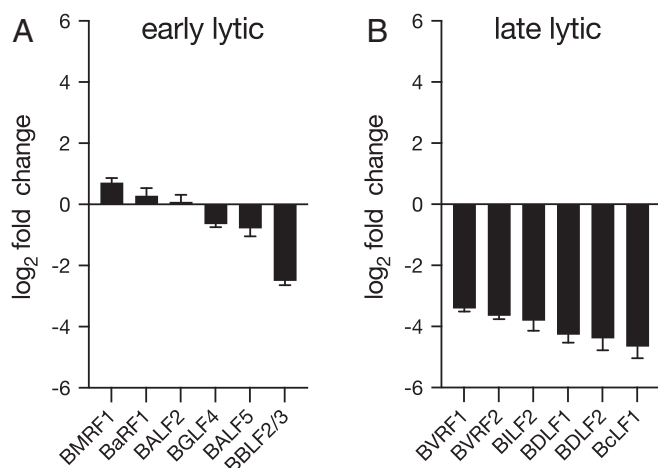 A early lytic
6
4
2
0
-2
-4
-6
log2 fold change
BMRF1
BaRF1
BALF2
BGLF4
BALF5
BBLF2/3
B late lytic
6
4
2
0
-2
-4
-6
log2 fold change
BVRF1
BVRF2
BILF2
BDLF1
BDLF2
BcLF1